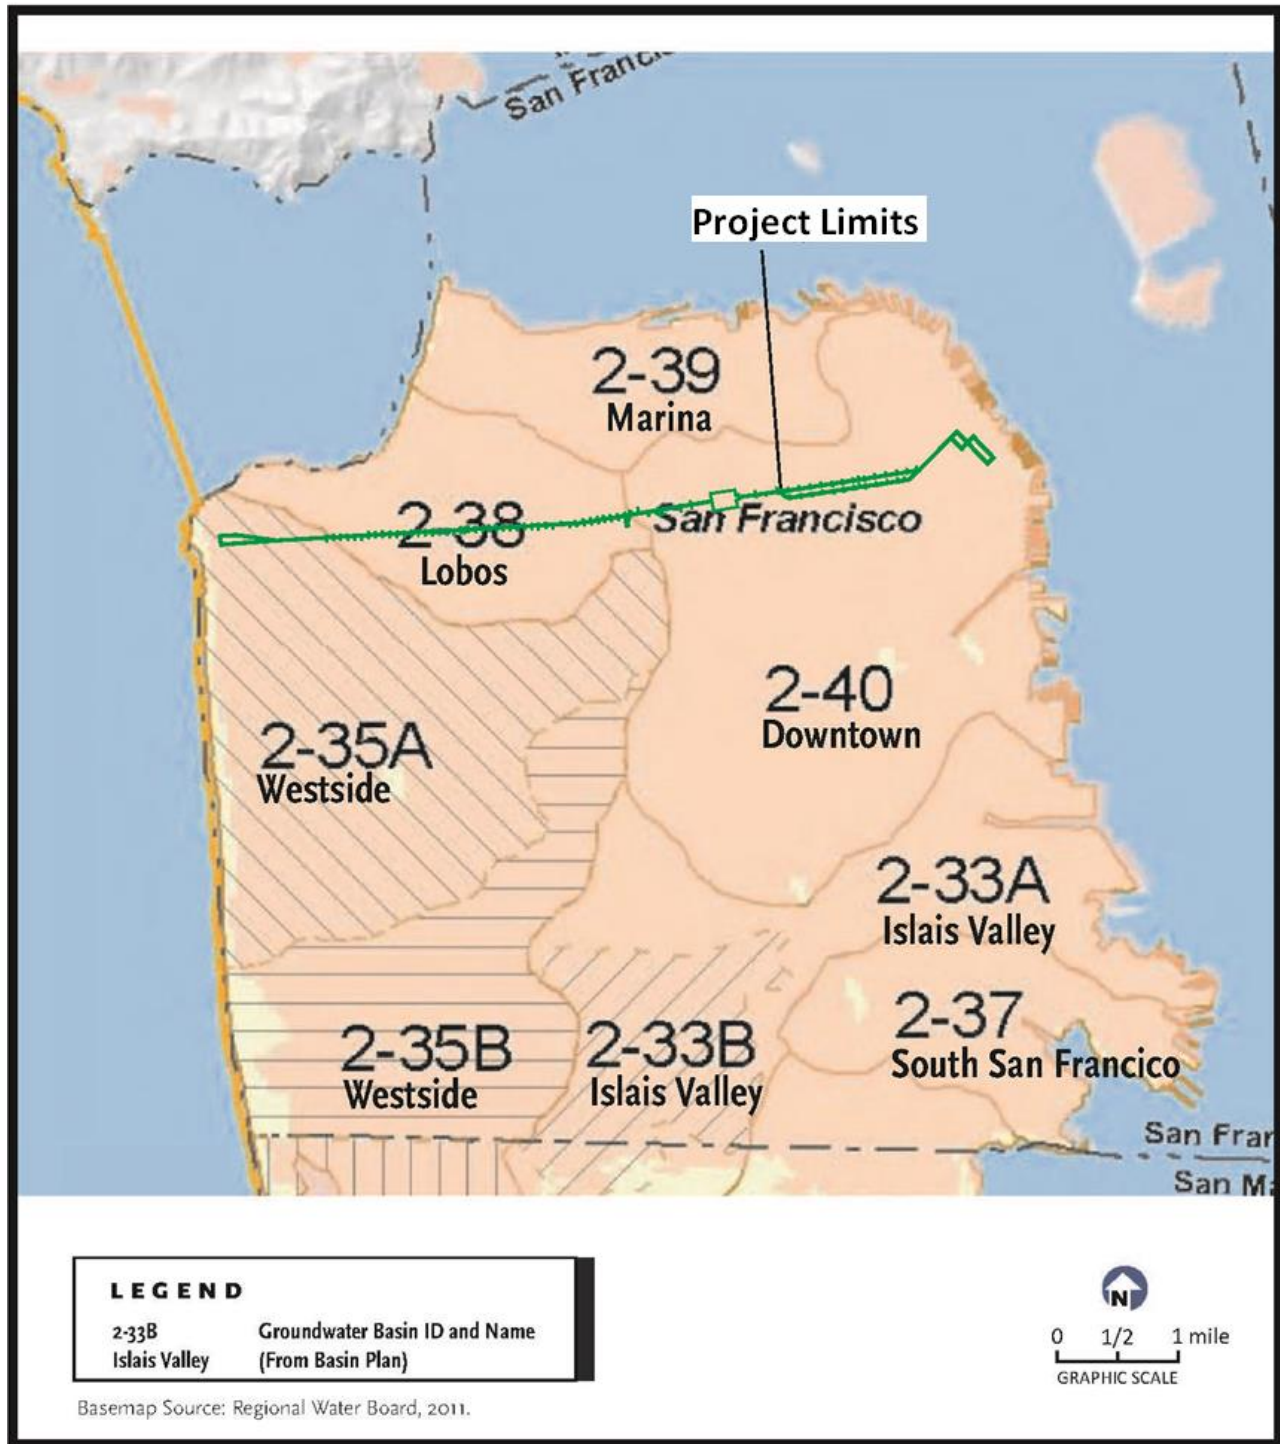 San Francis
Project Limits
2-39
Marina
2-38
Lobos
San Francisco
2-40
Downtown
2-35A
Westside
2-33A
Islais Valley
2-37
South San Francico
2-35B
Westside
2-33B
Islais Valley
San Fran
San Ma
LEGEND
2-33B Groundwater Basin ID and Name
Islais Valley (From Basin Plan)
N
0 1/2 1 mile
GRAPHIC SCALE
Basemap Source: Regional Water Board, 2011.